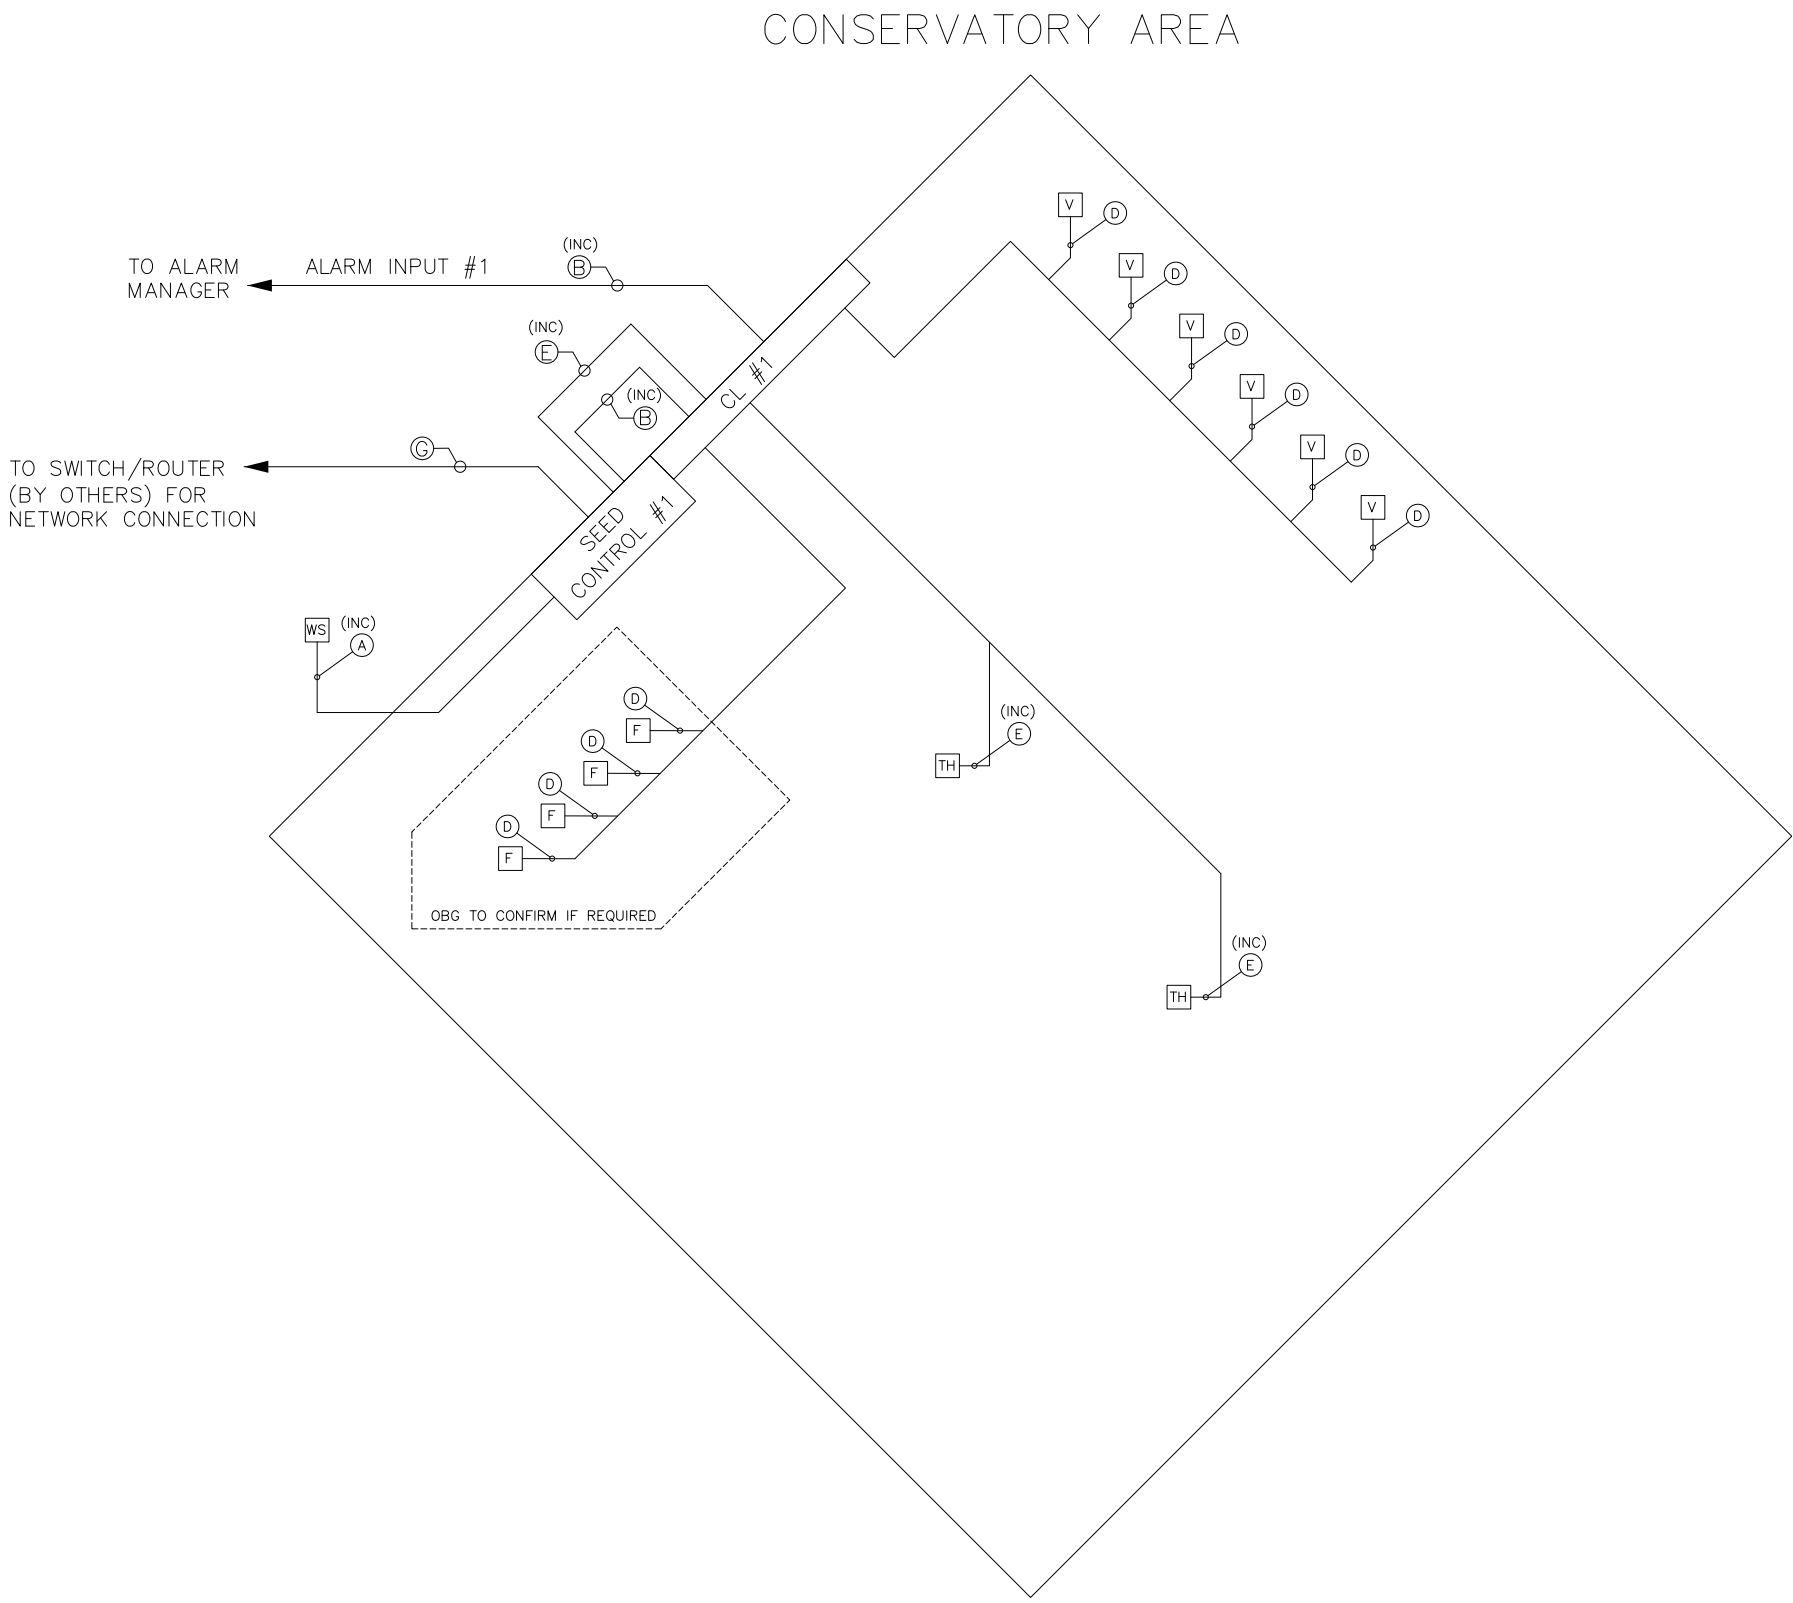 CONSERVATORY AREA
V
D
V
D
(INC)
B
TO ALARM
MANAGER
ALARM INPUT #1
V
D
(INC)
E
CL #1
(INC)
B
V
D
G
V
D
TO SWITCH/ROUTER
(BY OTHERS) FOR
NETWORK CONNECTION
SEED
CONTROL #1
V
D
WS
(INC)
A
D
F
D
F
D
F
D
F
OBG TO CONFIRM IF REQUIRED
(INC)
E
TH
(INC)
E
TH